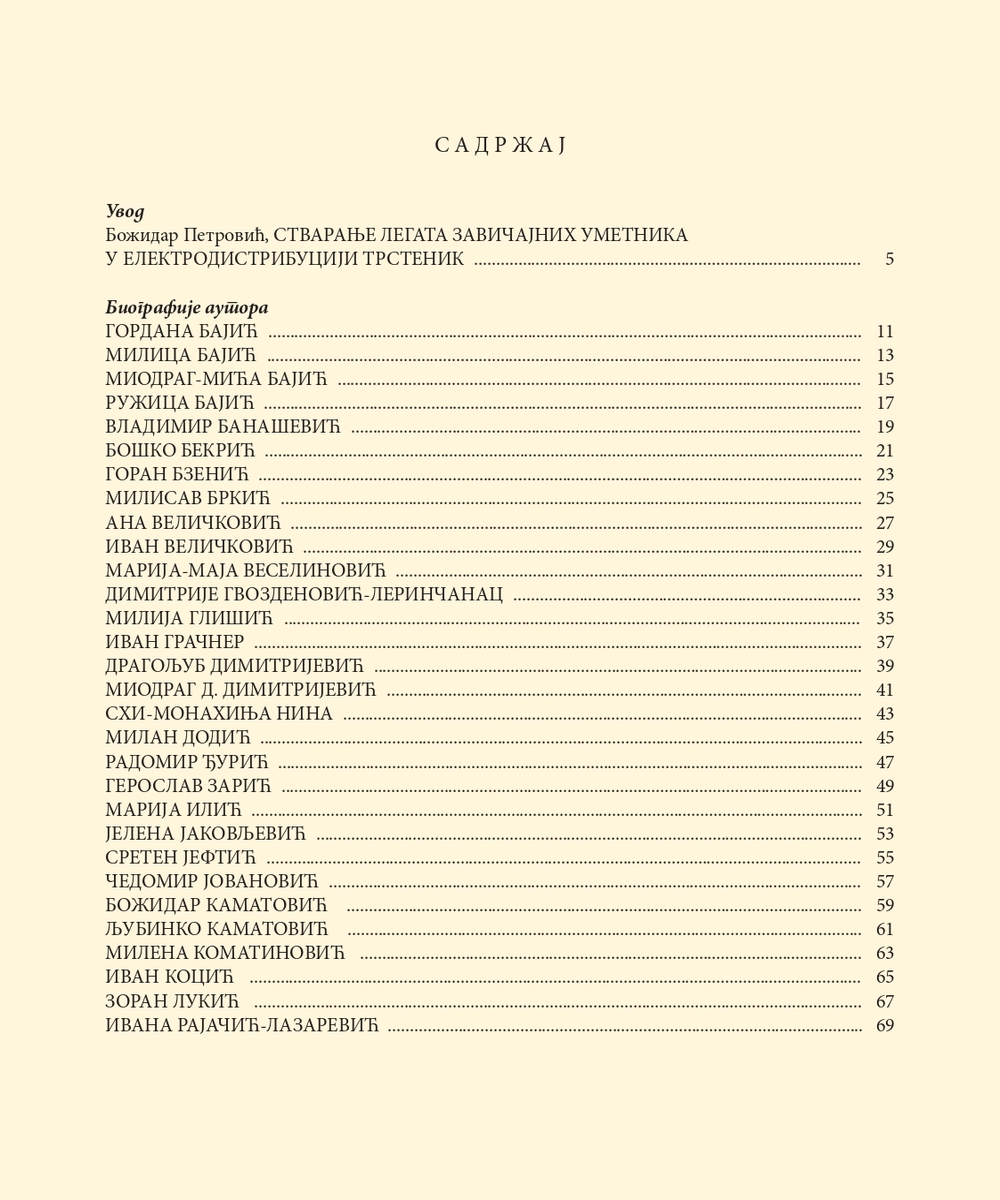 САДРЖАЈ
Увод
Божидар Петровић, СТВАРАЊЕ ЛЕГАТА ЗАВИЧАЈНИХ УМЕТНИКА
У ЕЛЕКТРОДИСТРИБУЦИЈИ ТРСТЕНИК 5
Биографије аутора
ГОРДАНА БАЈИЋ 11
МИЛИЦА БАЈИЋ 13
МИОДРАГ-МИЋА БАЈИЋ 15
РУЖИЦА БАЈИЋ 17
ВЛАДИМИР БАНАШЕВИЋ 19
БОШКО БЕКРИЋ 21
ГОРАН БЗЕНИЋ 23
МИЛИСАВ БРКИЋ 25
АНА ВЕЛИЧКОВИЋ 27
ИВАН ВЕЛИЧКОВИЋ 29
МАРИЈА-МАЈА ВЕСЕЛИНОВИЋ 31
ДИМИТРИЈЕ ГВОЗДЕНОВИЋ-ЛЕРИНЧАНАЦ 33
МИЛИЈА ГЛИШИЋ 35
ИВАН ГРАЧНЕР 37
ДРАГОЉУБ ДИМИТРИЈЕВИЋ 39
МИОДРАГ Д. ДИМИТРИЈЕВИЋ 41
СХИ-МОНАХИЊА НИНА 43
МИЛАН ДОДИЋ 45
РАДОМИР ЂУРИЋ 47
ГЕРОСЛАВ ЗАРИЋ 49
МАРИЈА ИЛИЋ 51
ЈЕЛЕНА ЈАКОВЉЕВИЋ 53
СРЕТЕН ЈЕФТИЋ 55
ЧЕДОМИР ЈОВАНОВИЋ 57
БОЖИДАР КАМАТОВИЋ 59
ЉУБИНКО КАМАТОВИЋ 61
МИЛЕНА КОМАТИНОВИЋ 63
ИВАН КОЦИЋ 65
ЗОРАН ЛУКИЋ 67
ИВАНА РАЈАЧИЋ-ЛАЗАРЕВИЋ 69